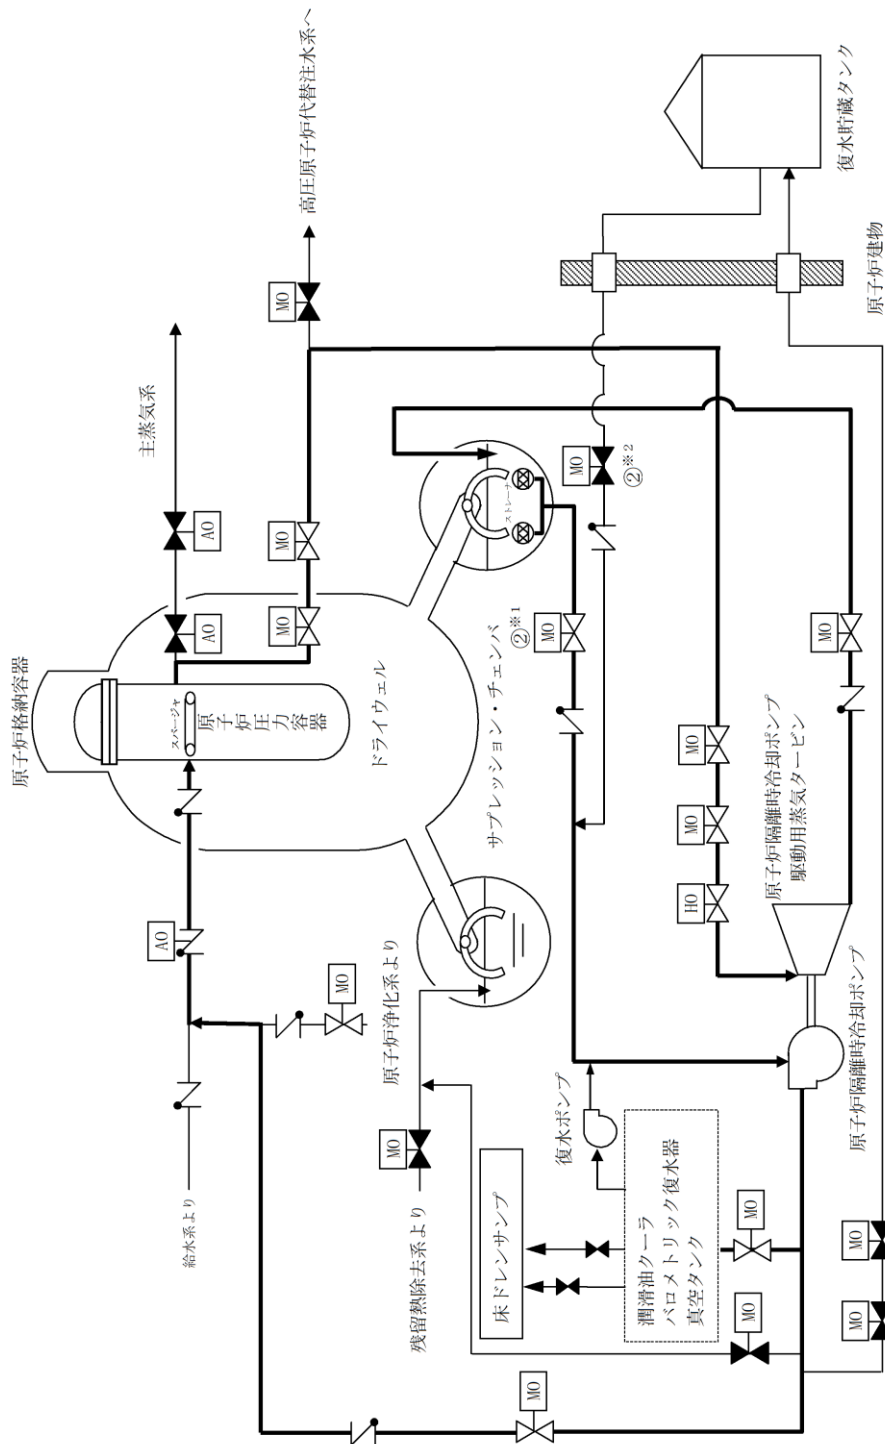 原子炉格納容器
スパージャ
原子炉圧力容器
ドライウェル
サプレッション・チェンバ
ストレーナ
主蒸気系
高圧原子炉代替注水系へ
復水貯蔵タンク
原子炉建物
AO
AO
MO
MO
MO
MO
②※1
MO
②※2
MO
MO
HO
MO
原子炉隔離時冷却ポンプ
駆動用蒸気タービン
原子炉隔離時冷却ポンプ
給水系より
AO
MO
原子炉浄化系より
MO
残留熱除去系より
復水ポンプ
床ドレンサンプ
潤滑油クーラ
バロメトリック復水器
真空タンク
MO
MO
MO
MO
MO